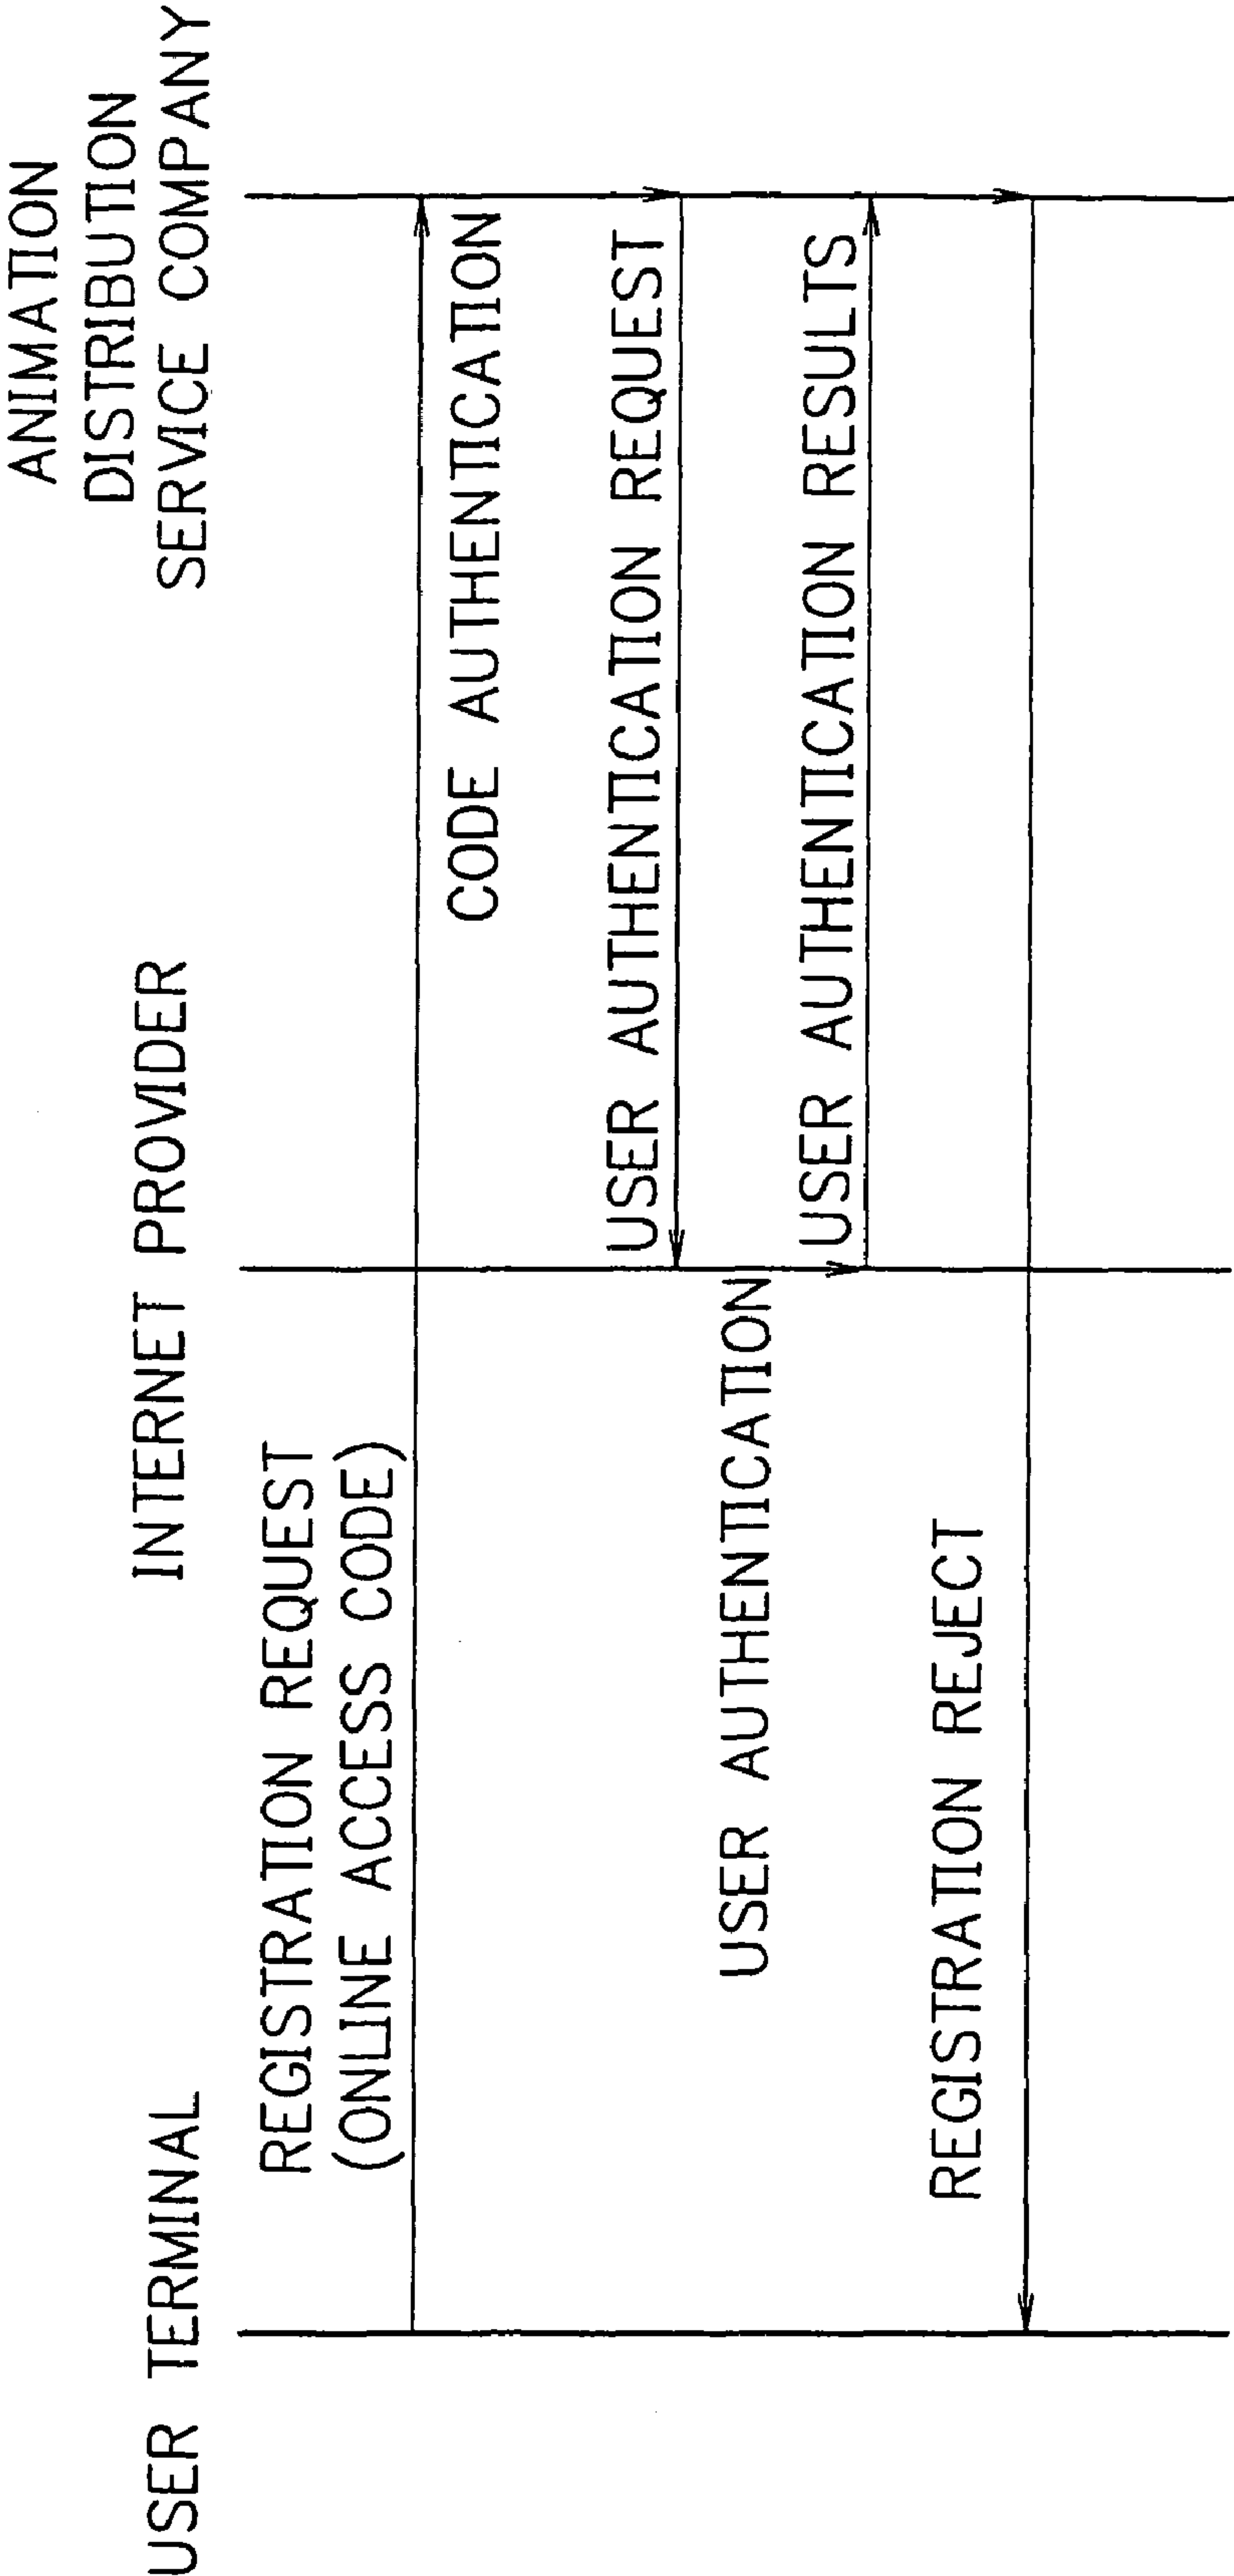 USER TERMINAL
INTERNET PROVIDER
ANIMATION
DISTRIBUTION
SERVICE COMPANY
REGISTRATION REQUEST
(ONLINE ACCESS CODE)
CODE AUTHENTICATION
USER AUTHENTICATION REQUEST
USER AUTHENTICATION
USER AUTHENTICATION RESULTS
REGISTRATION REJECT